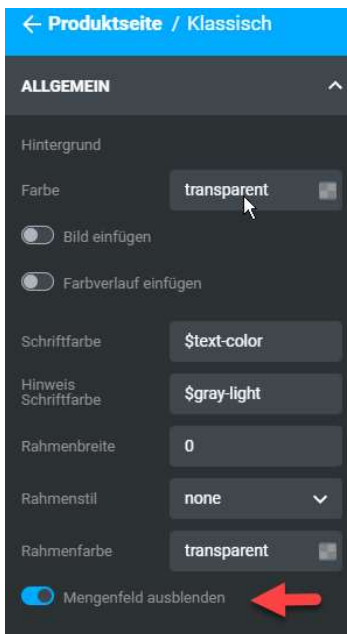 ← Produktseite / Klassisch
ALLGEMEIN
Hintergrund
Farbe transparent
Bild einfügen
Farbverlauf einfügen
Schriftfarbe $text-color
Hinweis
Schriftfarbe $gray-light
Rahmenbreite 0
Rahmenstil none
Rahmenfarbe transparent
Mengenfeld ausblenden